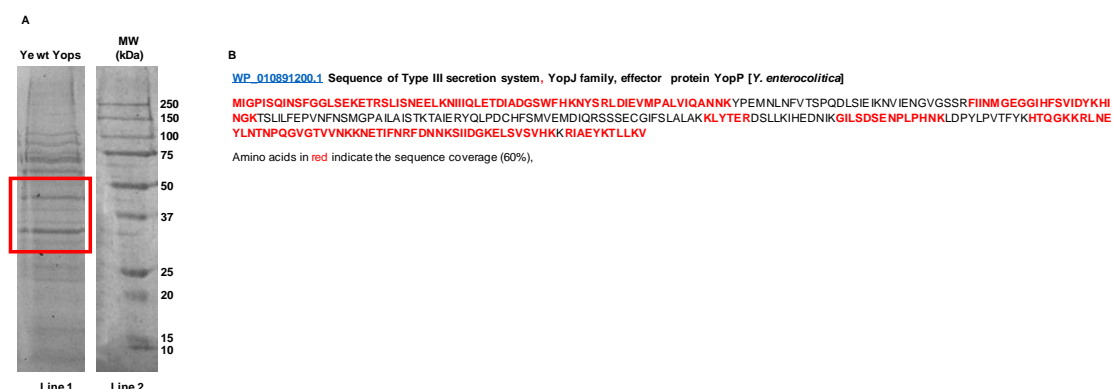 A
Ye wt Yops
MW
(kDa)
250
150
100
75
50
37
25
20
15
10
Line 1
Line 2
B
WP_010891200.1 Sequence of Type III secretion system, YopJ family, effector protein YopP [Y. enterocolitica]
MIGPISQINSFGGLSEKETRSLISNEELKNIIIQLETDIADGSWFHKNYSRLDIEVMPALVIQANNKYPEMNLNFVTSPQDLSIEIKNVIENGVGSSRFIINMGEGGIHFSVIDYKHI
NGKTSLILFEPVNFNSMGPAILAISTKTAIERYQLPDCHFSMVEMDIQRSSSECGIFSLALAKKLYTERDSLLKIHEDNIKGILSDSENPLPHNKLDPYLPVTFYKHTQGKKRLNE
YLNTNPQGVGTVVNKKNETIFNRFDNNKSIIDGKELSVSVHKKRIAEYKTLLKV
Amino acids in red indicate the sequence coverage (60%),